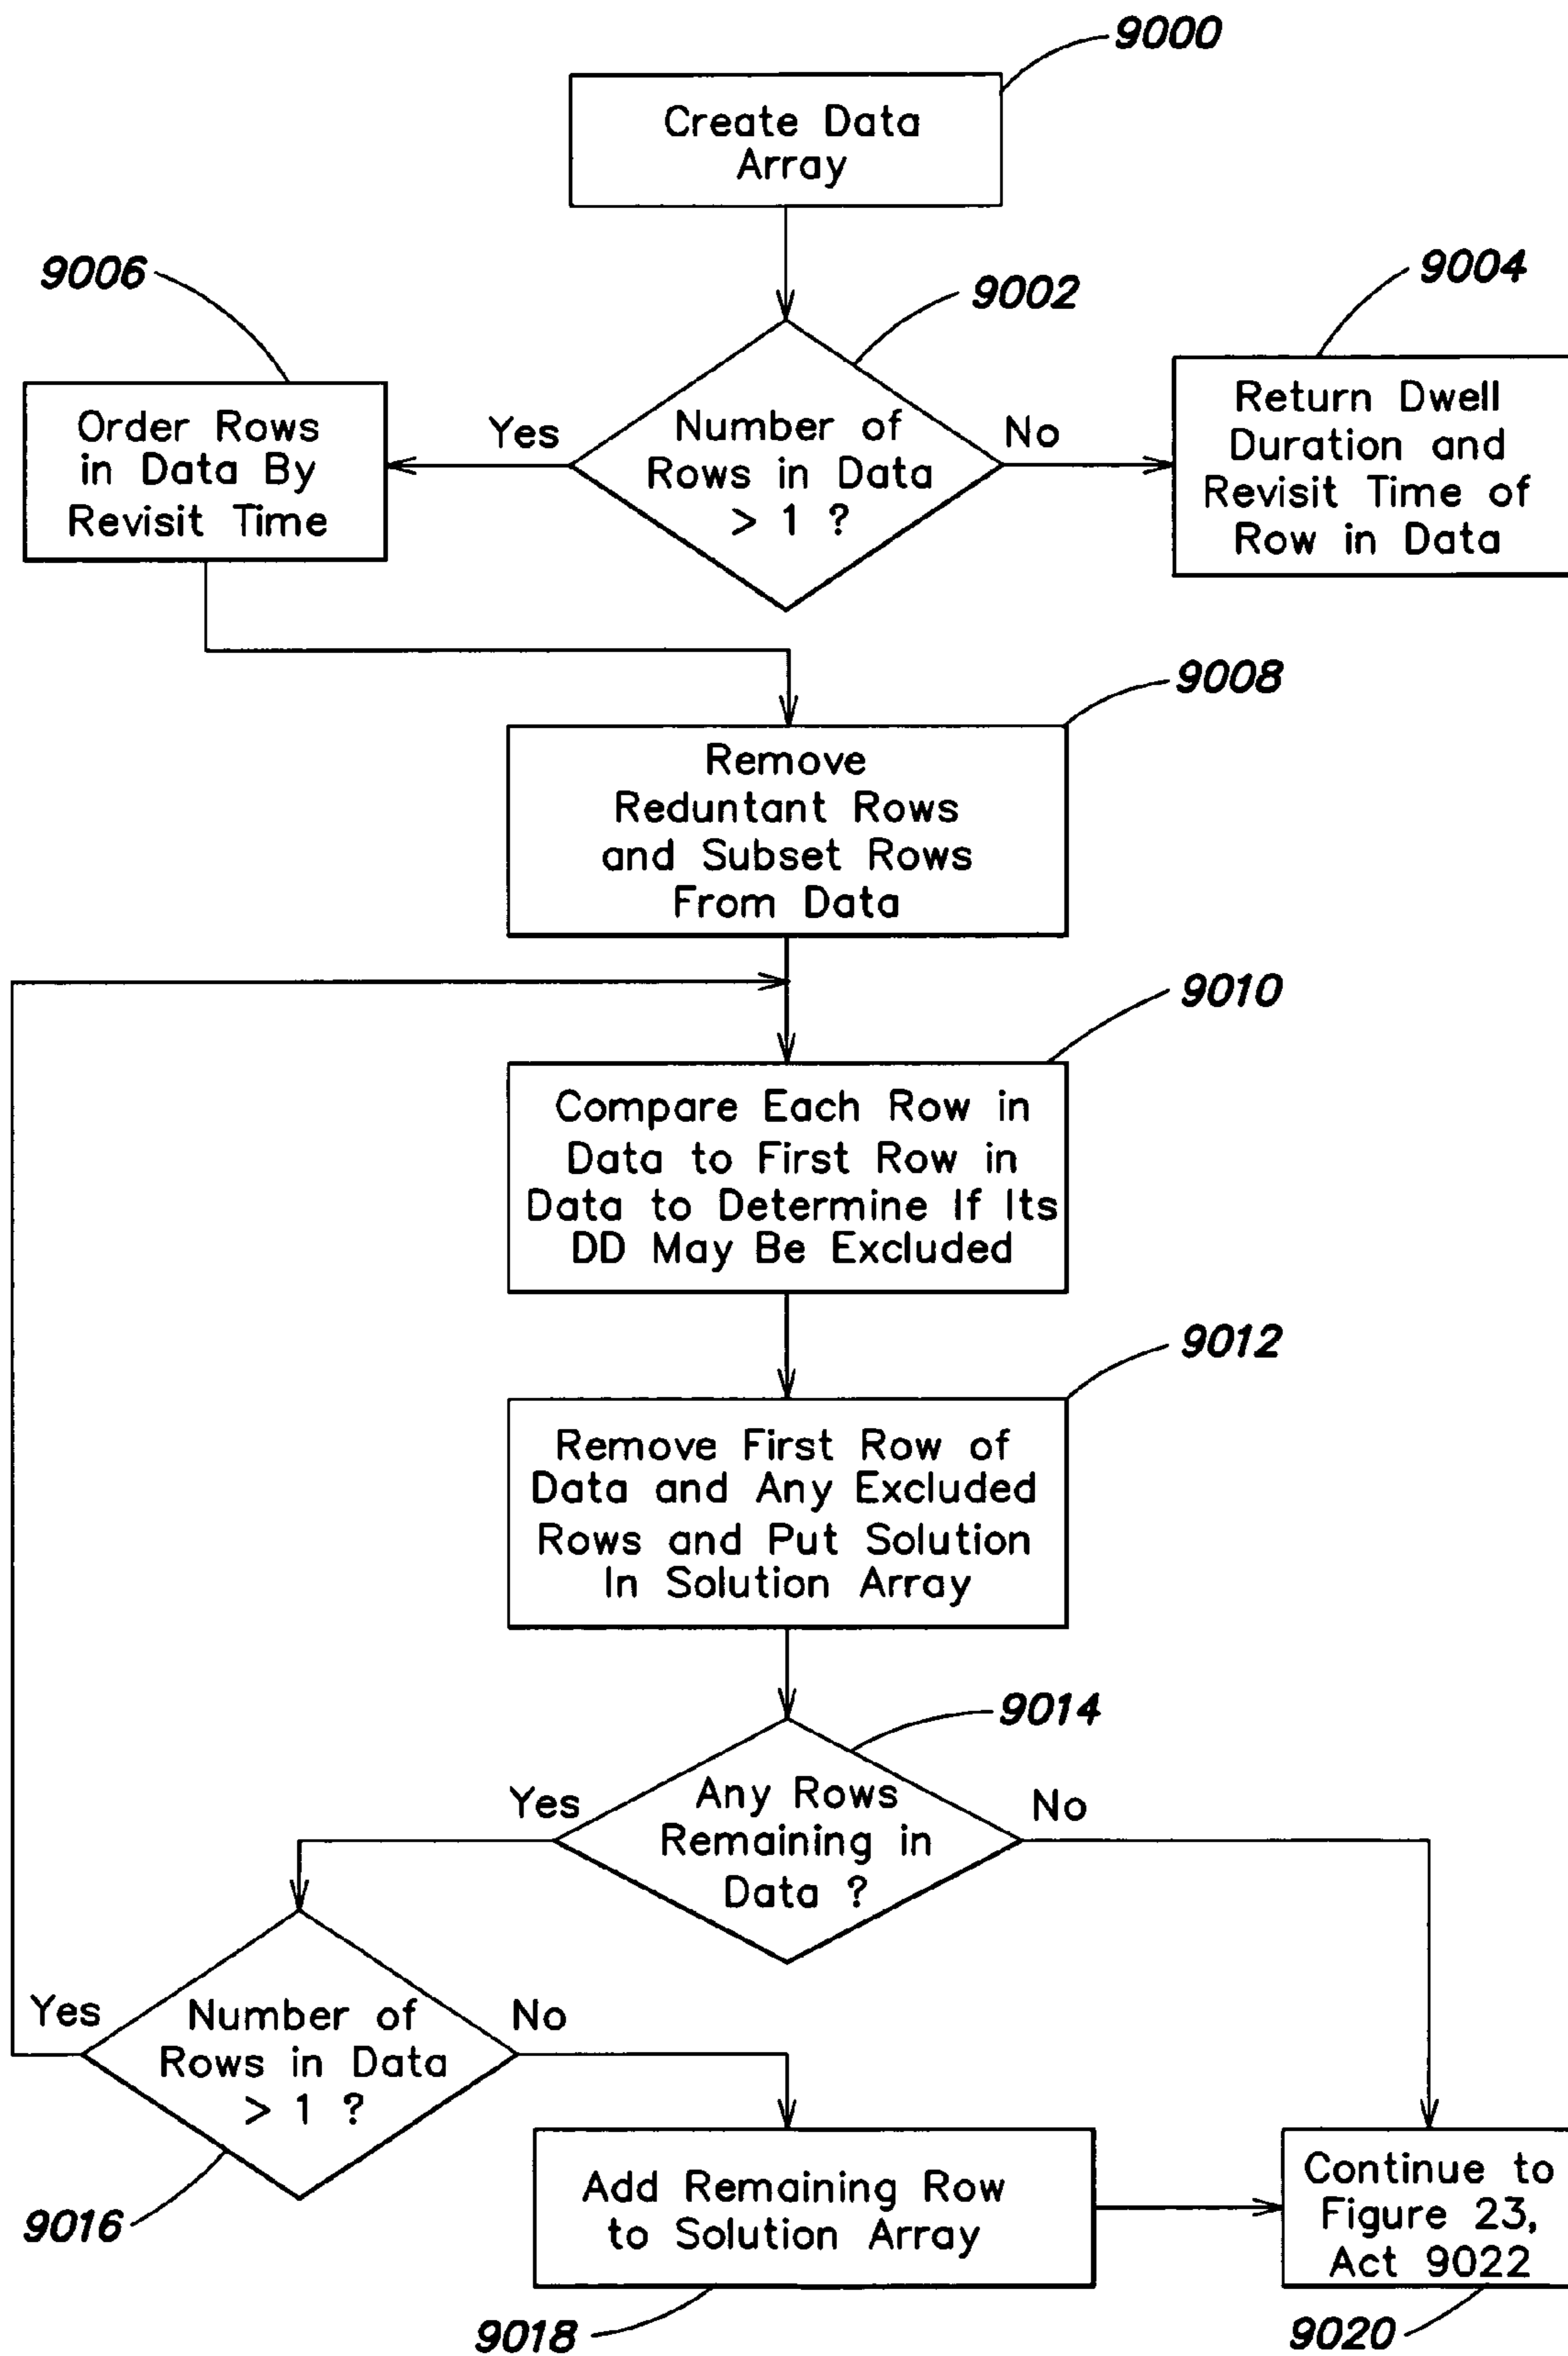 9000
Create Data
Array
9006
9002
9004
Order Rows
in Data By
Revisit Time
Yes
Number of
Rows in Data
> 1 ?
No
Return Dwell
Duration and
Revisit Time of
Row in Data
9008
Remove
Reduntant Rows
and Subset Rows
From Data
9010
Compare Each Row in
Data to First Row in
Data to Determine If Its
DD May Be Excluded
9012
Remove First Row of
Data and Any Excluded
Rows and Put Solution
In Solution Array
9014
Yes
Any Rows
Remaining in
Data ?
No
Yes
Number of
Rows in Data
> 1 ?
No
9016
Add Remaining Row
to Solution Array
9018
Continue to
Figure 23,
Act 9022
9020